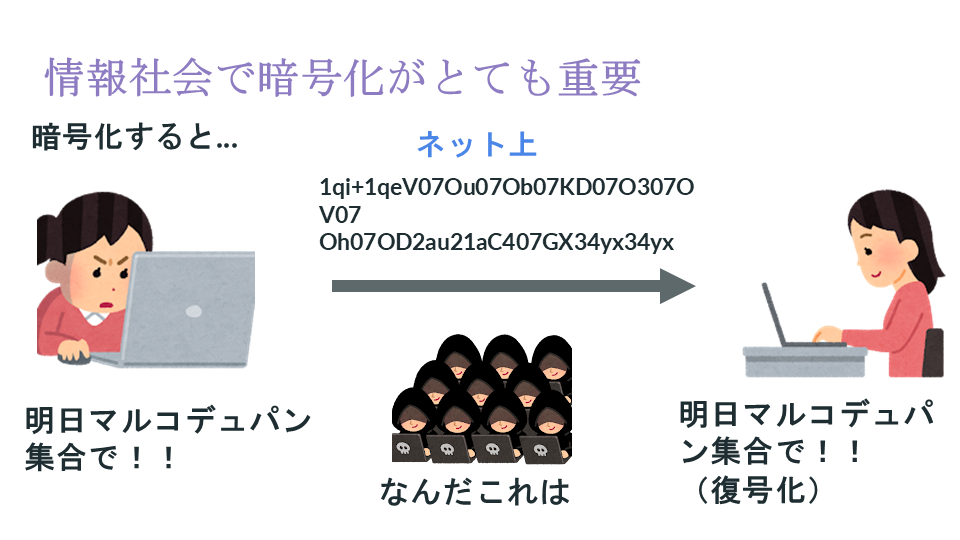 情報社会で暗号化がとても重要
暗号化すると...
ネット上
1qi+1qeV07Ou07Ob07KD07O307O
V07
Oh07OD2au21aC407GX34yx34yx
明日マルコデュパン
集合で！！
なんだこれは
明日マルコデュパ
ン集合で！！
（復号化）